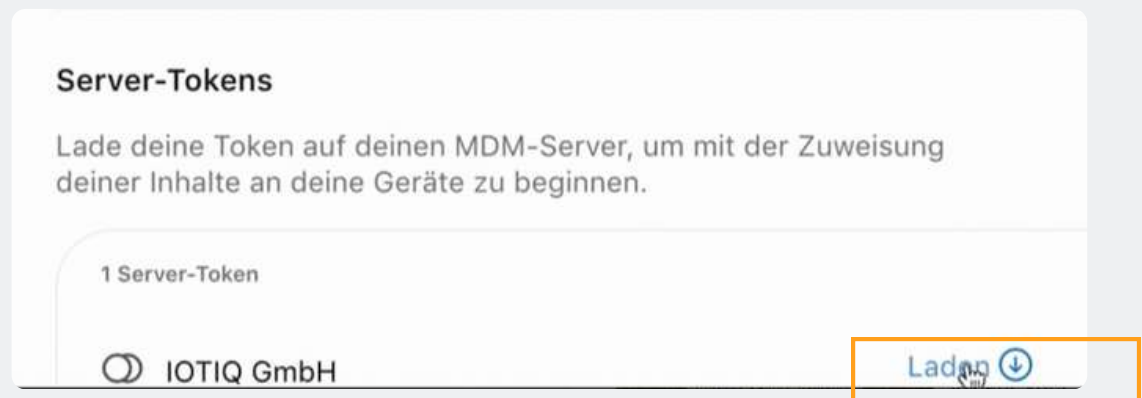 Server-Tokens
Lade deine Token auf deinen MDM-Server, um mit der Zuweisung
deiner Inhalte an deine Geräte zu beginnen.
1 Server-Token
IOTIQ GmbH Laden